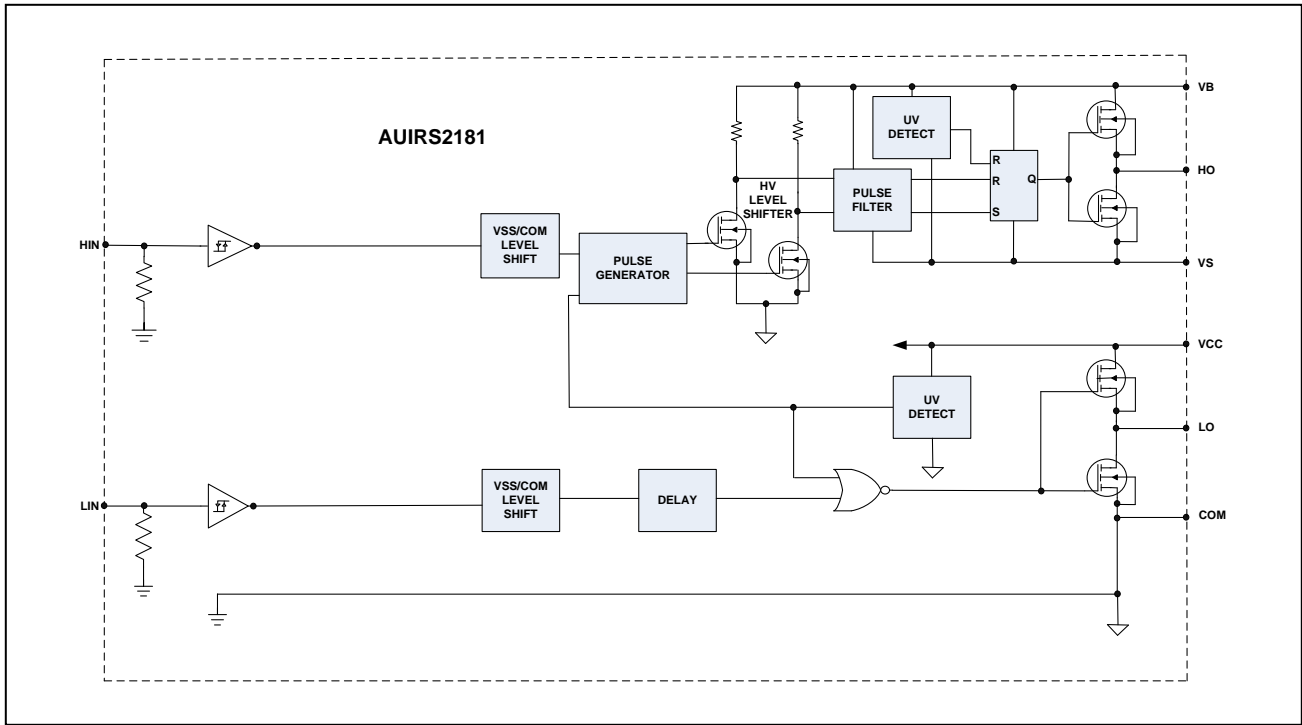 AUIRS2181
VB
UV
DETECT
R
R
S
Q
HO
HV
LEVEL
SHIFTER
PULSE
FILTER
HIN
VSS/COM
LEVEL
SHIFT
PULSE
GENERATOR
VS
VCC
UV
DETECT
LO
LIN
VSS/COM
LEVEL
SHIFT
DELAY
COM